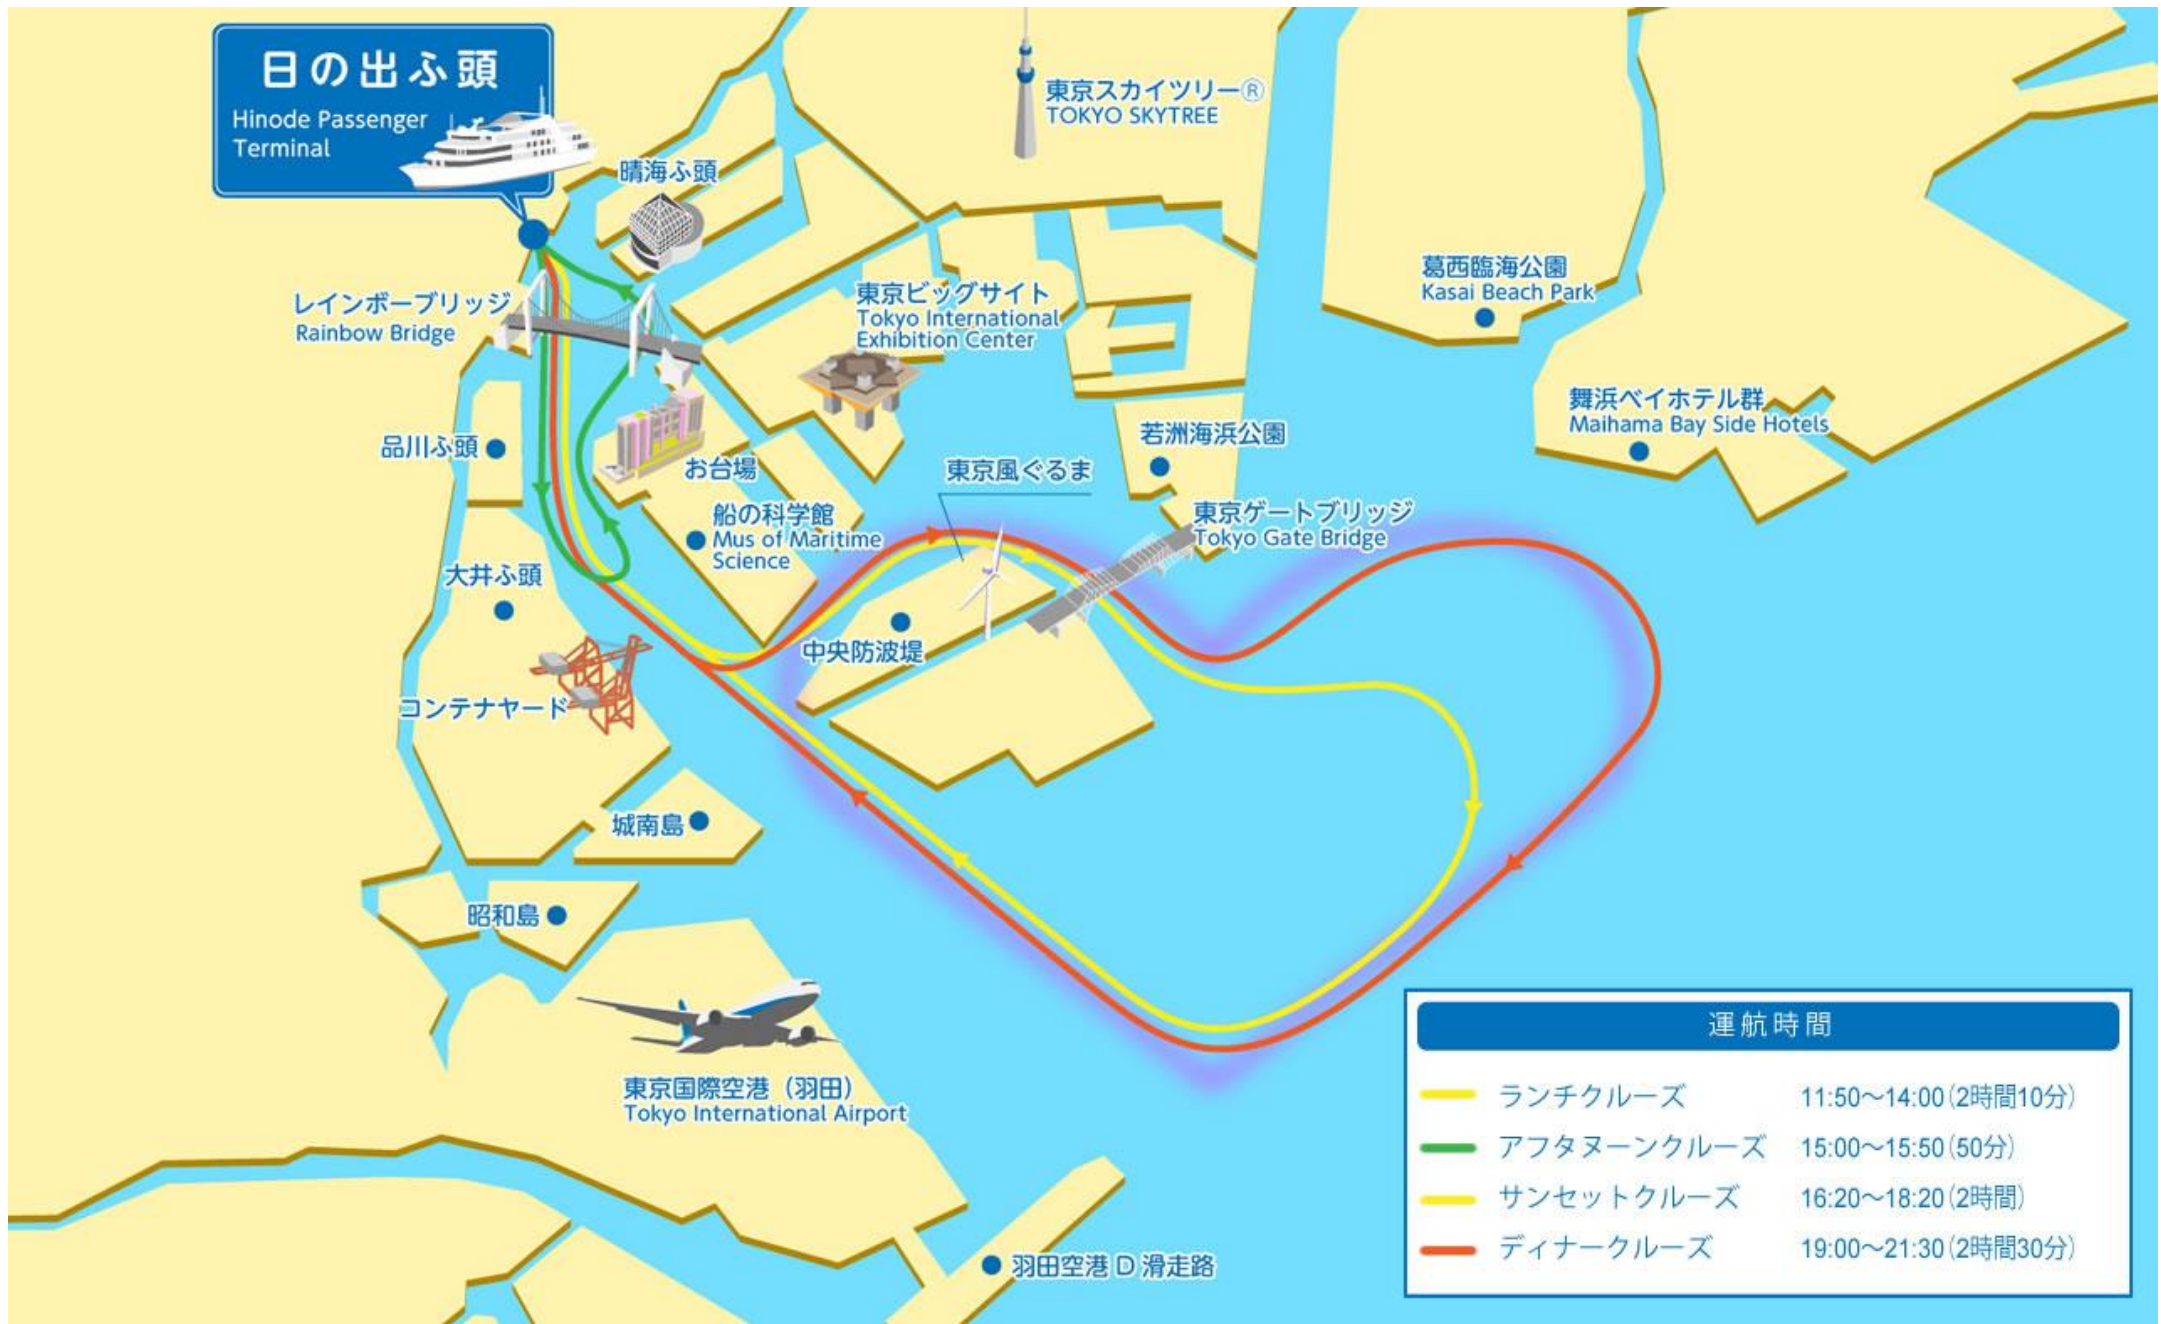 日の出ふ頭
Hinode Passenger
Terminal
東京スカイツリー®
TOKYO SKYTREE
晴海ふ頭
レインボーブリッジ
Rainbow Bridge
東京ビッグサイト
Tokyo International
Exhibition Center
葛西臨海公園
Kasai Beach Park
舞浜ベイホテル群
Maihama Bay Side Hotels
品川ふ頭
お台場
若洲海浜公園
東京風ぐるま
船の科学館
Mus of Maritime
Science
東京ゲートブリッジ
Tokyo Gate Bridge
大井ふ頭
中央防波堤
コンテナヤード
城南島
昭和島
東京国際空港（羽田）
Tokyo International Airport
羽田空港 D 滑走路
運航時間
ランチクルーズ 11:50～14:00(2時間10分)
アフタヌーンクルーズ 15:00～15:50(50分)
サンセットクルーズ 16:20～18:20(2時間)
ディナークルーズ 19:00～21:30(2時間30分)